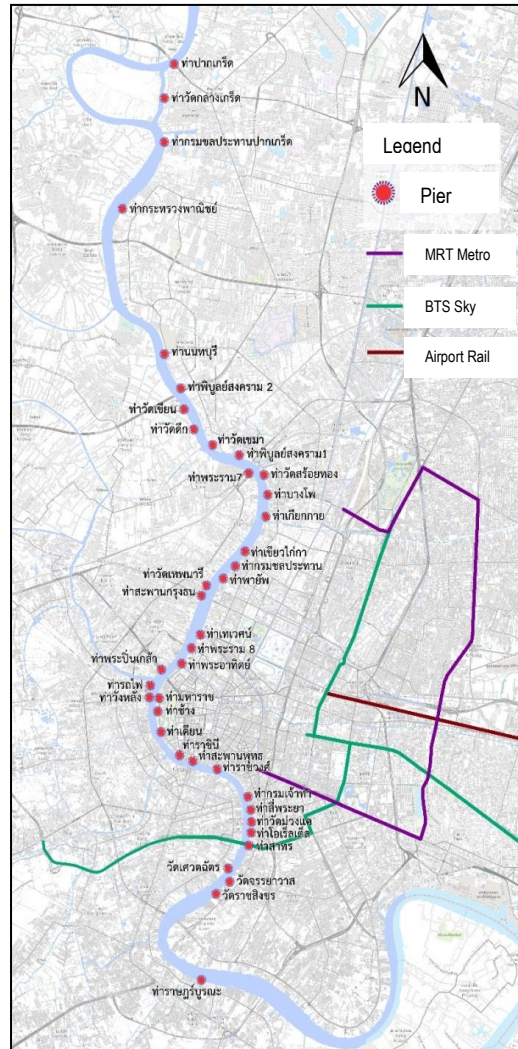 ท่าปากเกร็ด
ท่าวัดกลางเกร็ด
ท่ากรมชลประทานปากเกร็ด
ท่ากระทรวงพาณิชย์
N
Legend
Pier
MRT Metro
BTS Sky
Airport Rail
ท่านนทบุรี
ท่าพิบูลย์สงคราม 2
ท่าวัดเขียน
ท่าวัดตึก
ท่าวัดเขมา
ท่าพิบูลย์สงคราม1
ท่าพระราม7
ท่าวัดสร้อยทอง
ท่าบางโพ
ท่าเกียกกาย
ท่าเขียวไข่กา
ท่ากรมชลประทาน
ท่าพายัพ
ท่าวัดเทพนารี
ท่าสะพานกรุงธน
ท่าเทเวศน์
ท่าพระราม 8
ท่าพระอาทิตย์
ท่าพระปิ่นเกล้า
ท่ารถไฟ
ท่าวังหลัง
ท่ามหาราช
ท่าช้าง
ท่าเตียน
ท่าราชินี
ท่าสะพานพุทธ
ท่าราชวงศ์
ท่ากรมเจ้าท่า
ท่าสี่พระยา
ท่าวัดม่วงแค
ท่าโอเรียลเต็ล
ท่าสาทร
วัดเศวตฉัตร
วัดจรรยาวาส
วัดราชสิงขร
ท่าราษฎร์บูรณะ